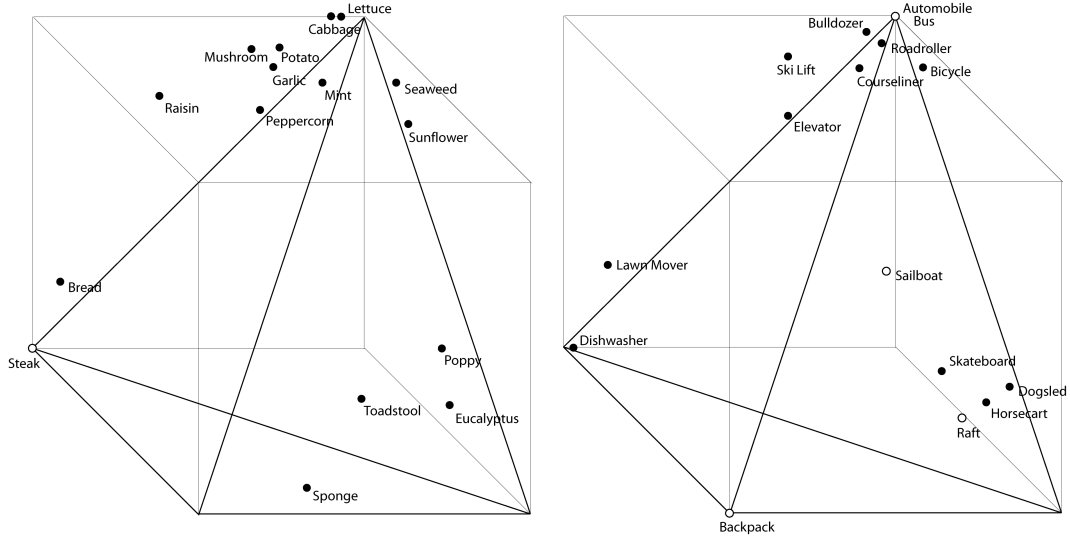 Lettuce
Cabbage
Mushroom
Potato
Garlic
Mint
Seaweed
Raisin
Peppercorn
Sunflower
Bread
Steak
Poppy
Toadstool
Eucalyptus
Sponge
Automobile
Bus
Bulldozer
Roadroller
Ski Lift
Courseliner
Bicycle
Elevator
Lawn Mover
Sailboat
Dishwasher
Skateboard
Dogsled
Horsecart
Raft
Backpack